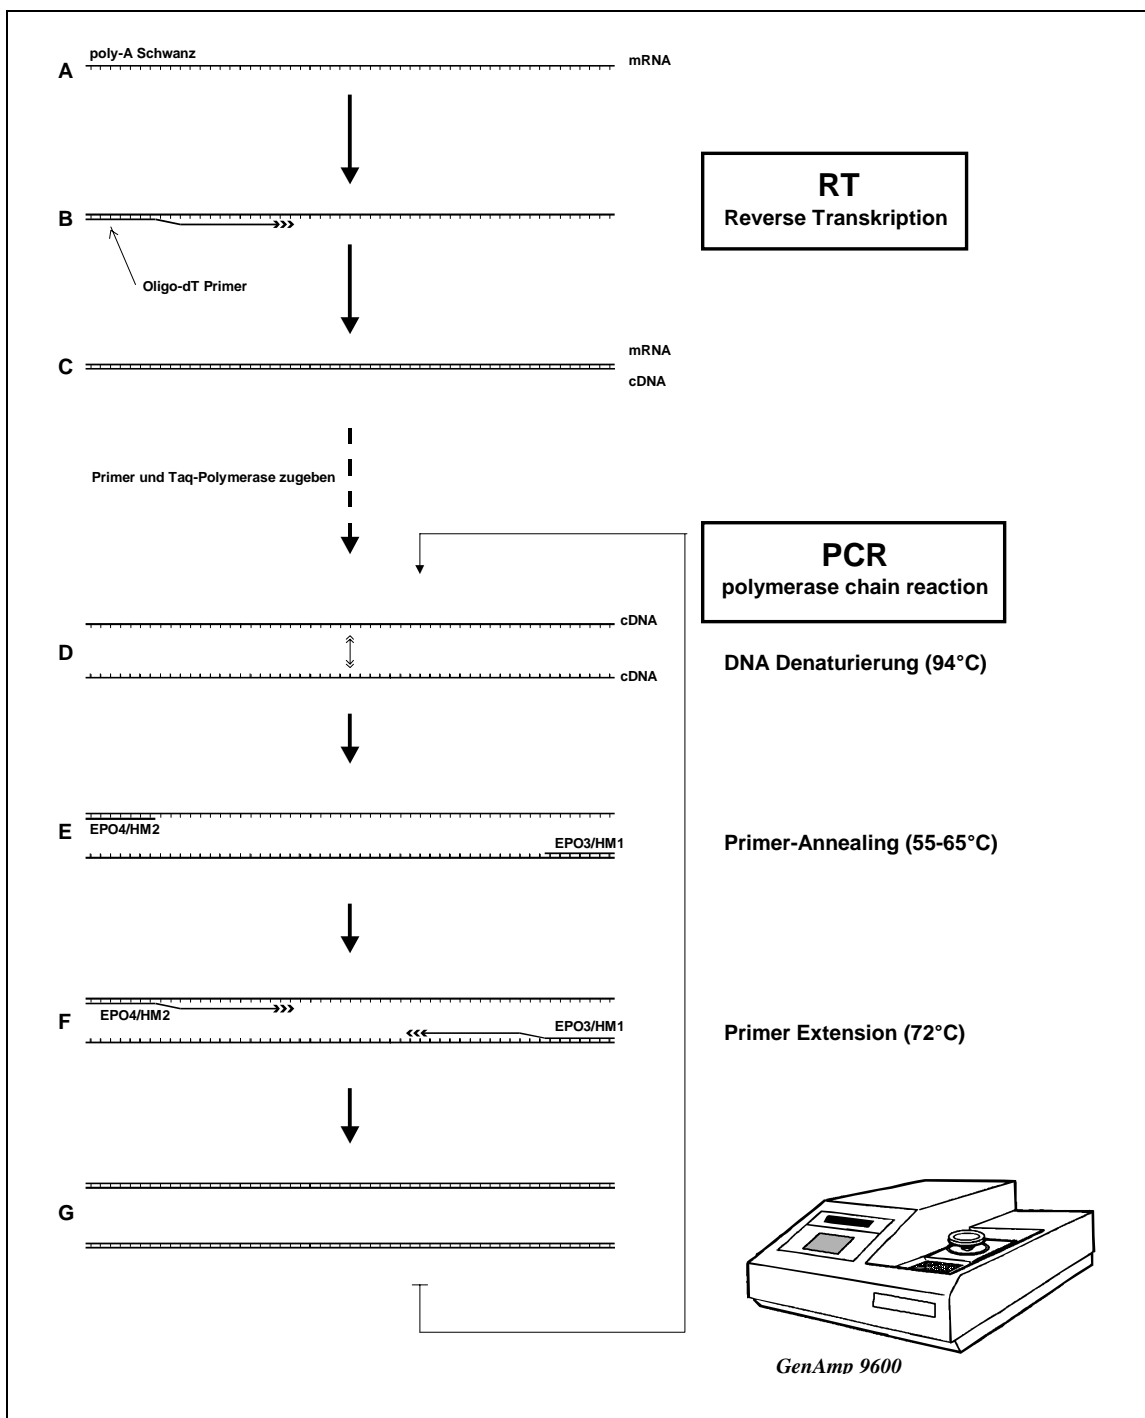 poly-A Schwanz
A
mRNA
RT
Reverse Transkription
B
Oligo-dT Primer
mRNA
C
cDNA
Primer und Taq-Polymerase zugeben
PCR
polymerase chain reaction
cDNA
D
DNA Denaturierung (94°C)
cDNA
E
EPO4/HM2
EPO3/HM1
Primer-Annealing (55-65°C)
F
EPO4/HM2
EPO3/HM1
Primer Extension (72°C)
G
GenAmp 9600